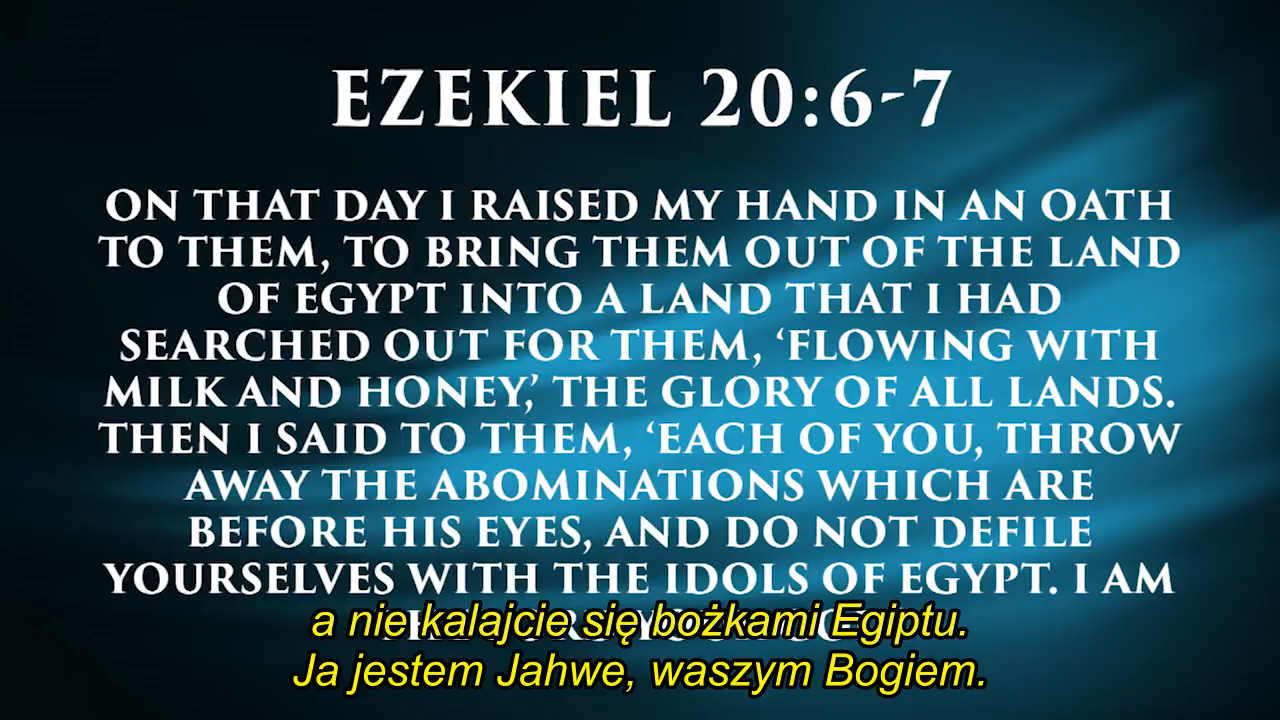 EZEKIEL 20:6-7
ON THAT DAY I RAISED MY HAND IN AN OATH
TO THEM, TO BRING THEM OUT OF THE LAND
OF EGYPT INTO A LAND THAT I HAD
SEARCHED OUT FOR THEM, ‘FLOWING WITH
MILK AND HONEY,’ THE GLORY OF ALL LANDS.
THEN I SAID TO THEM, ‘EACH OF YOU, THROW
AWAY THE ABOMINATIONS WHICH ARE
BEFORE HIS EYES, AND DO NOT DEFILE
YOURSELVES WITH THE IDOLS OF EGYPT. I AM
a nie kalajcie się bożkami Egiptu.
Ja jestem Jahwe, waszym Bogiem.